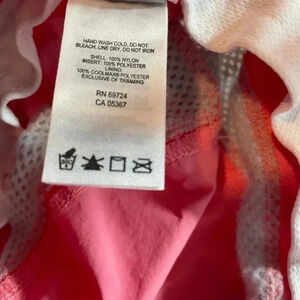 HAND WASH COLD, DO NOT
BLEACH. LINE DRY, DO NOT IRON
SHELL: 100% NYLON
INSERT: 100% POLYESTER
LINING:
100% COOLMAX® POLYESTER
EXCLUSIVE OF TRIMMING
RN 69724
CA 05367